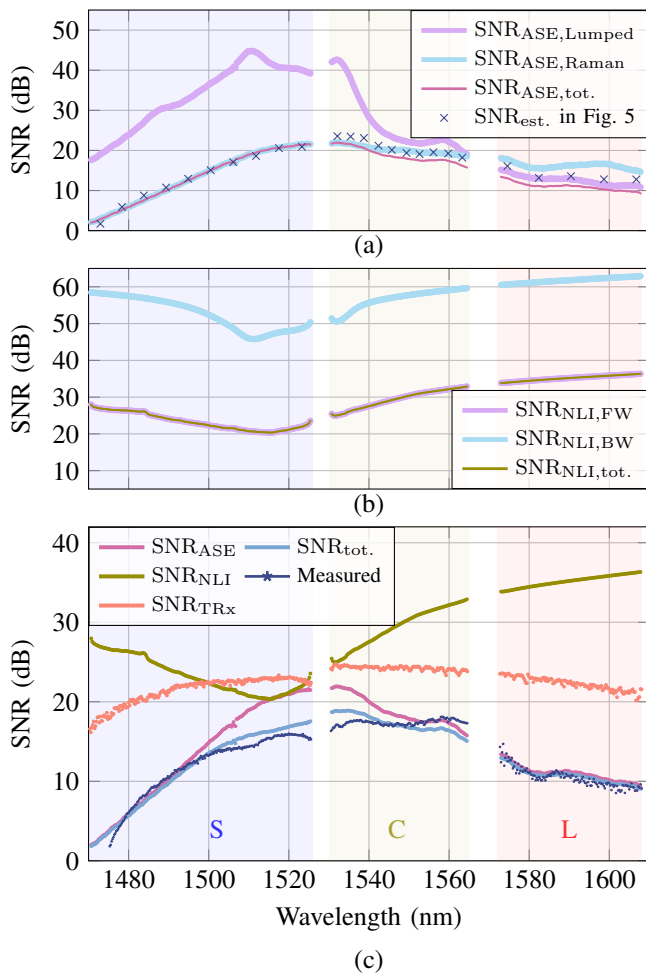 50
40
30
20
10
0
SNR (dB)
SNR_ASE,Lumped
SNR_ASE,Raman
SNR_ASE,tot.
SNR_est. in Fig. 5
(a)
60
50
40
30
20
10
SNR (dB)
SNR_NLI,FW
SNR_NLI,BW
SNR_NLI,tot.
(b)
40
30
20
10
0
SNR (dB)
SNR_ASE
SNR_tot.
SNR_NLI
Measured
SNR_TRx
S
C
L
1480
1500
1520
1540
1560
1580
1600
Wavelength (nm)
(c)